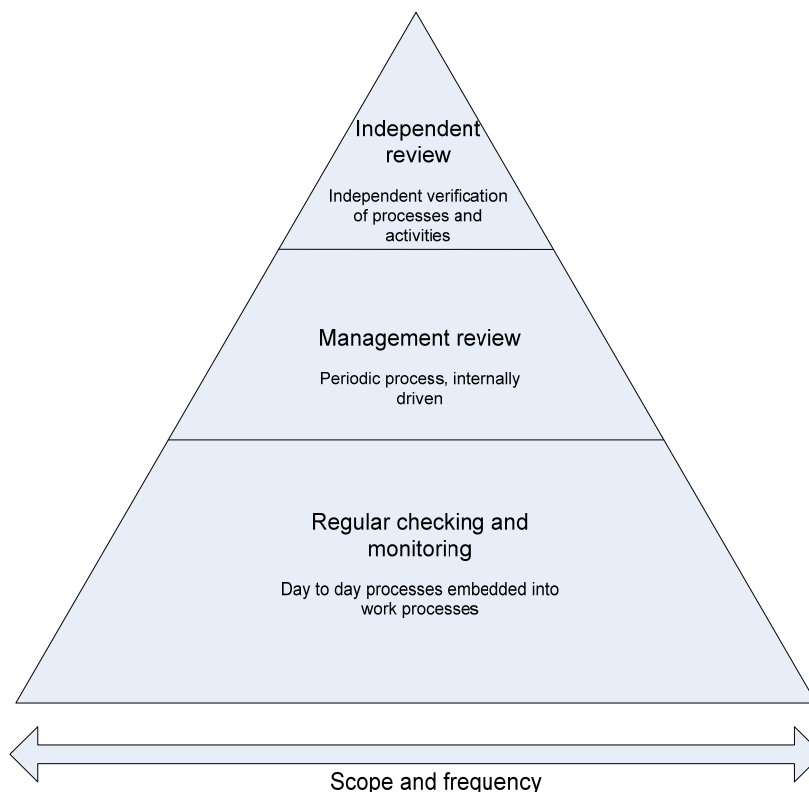 Independent
review
Independent verification
of processes and
activities
Management review
Periodic process, internally
driven
Regular checking and
monitoring
Day to day processes embedded into
work processes
Scope and frequency